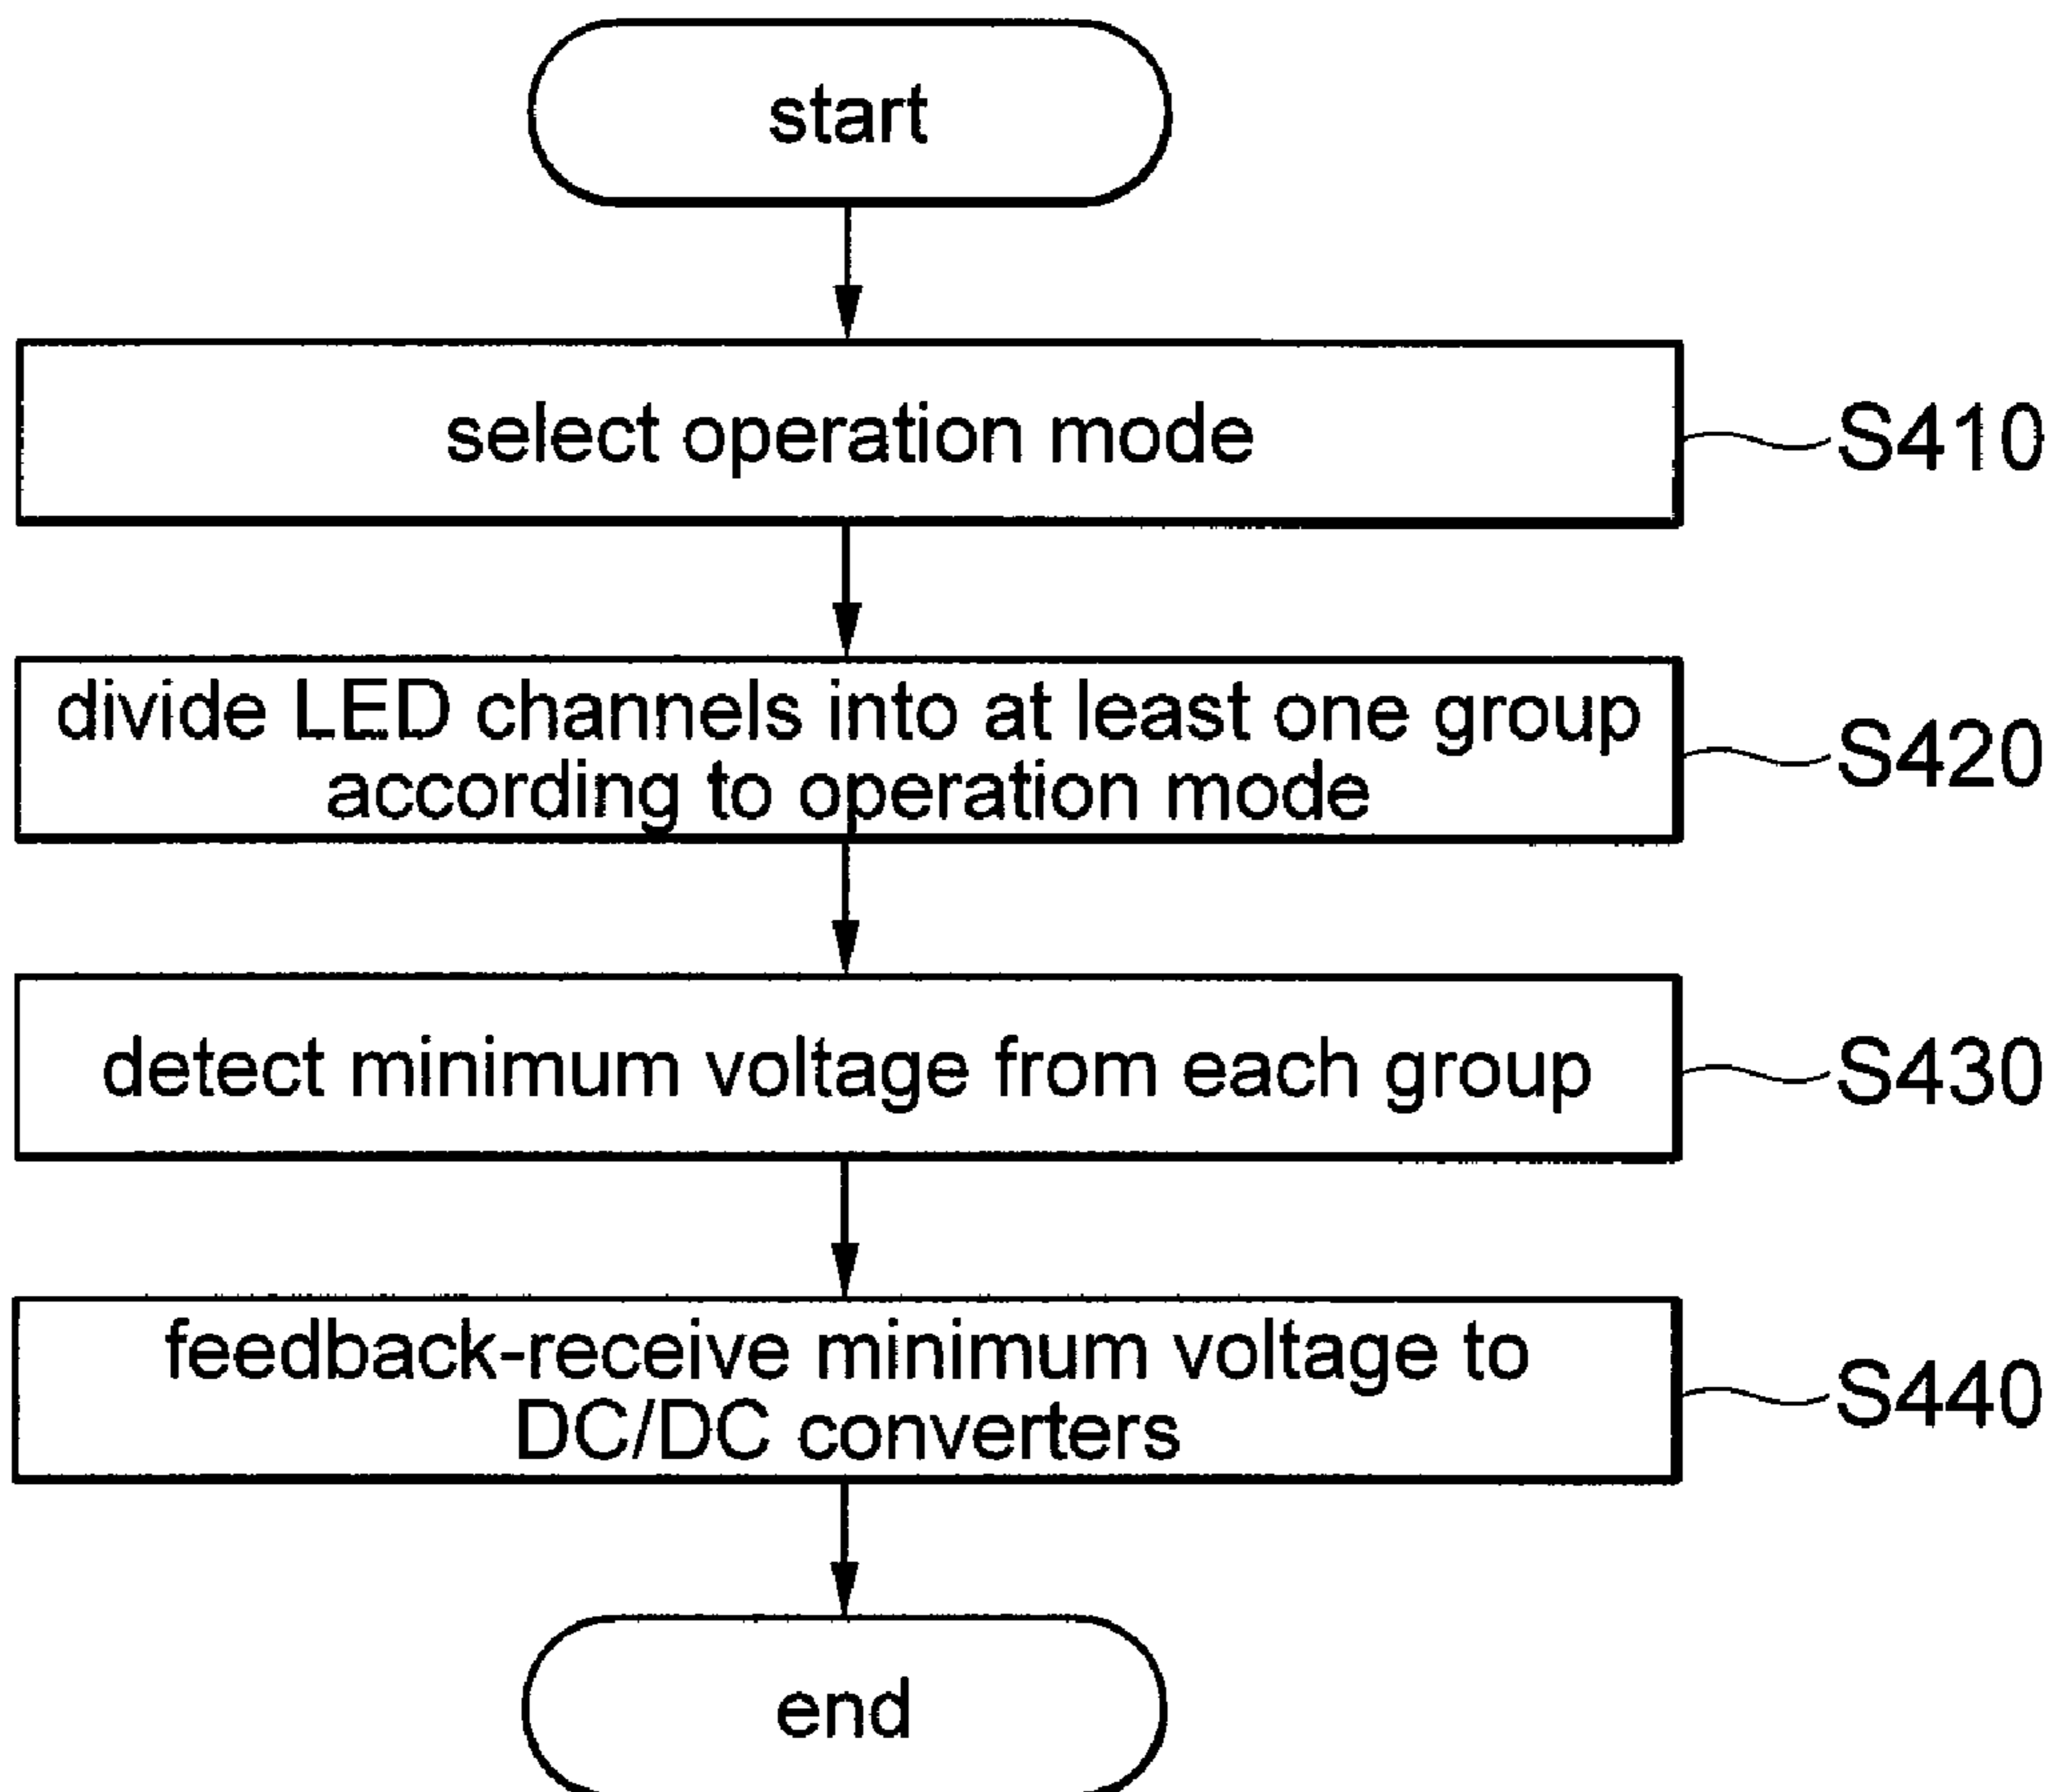 start
select operation mode
S410
divide LED channels into at least one group
according to operation mode
S420
detect minimum voltage from each group
S430
feedback-receive minimum voltage to
DC/DC converters
S440
end